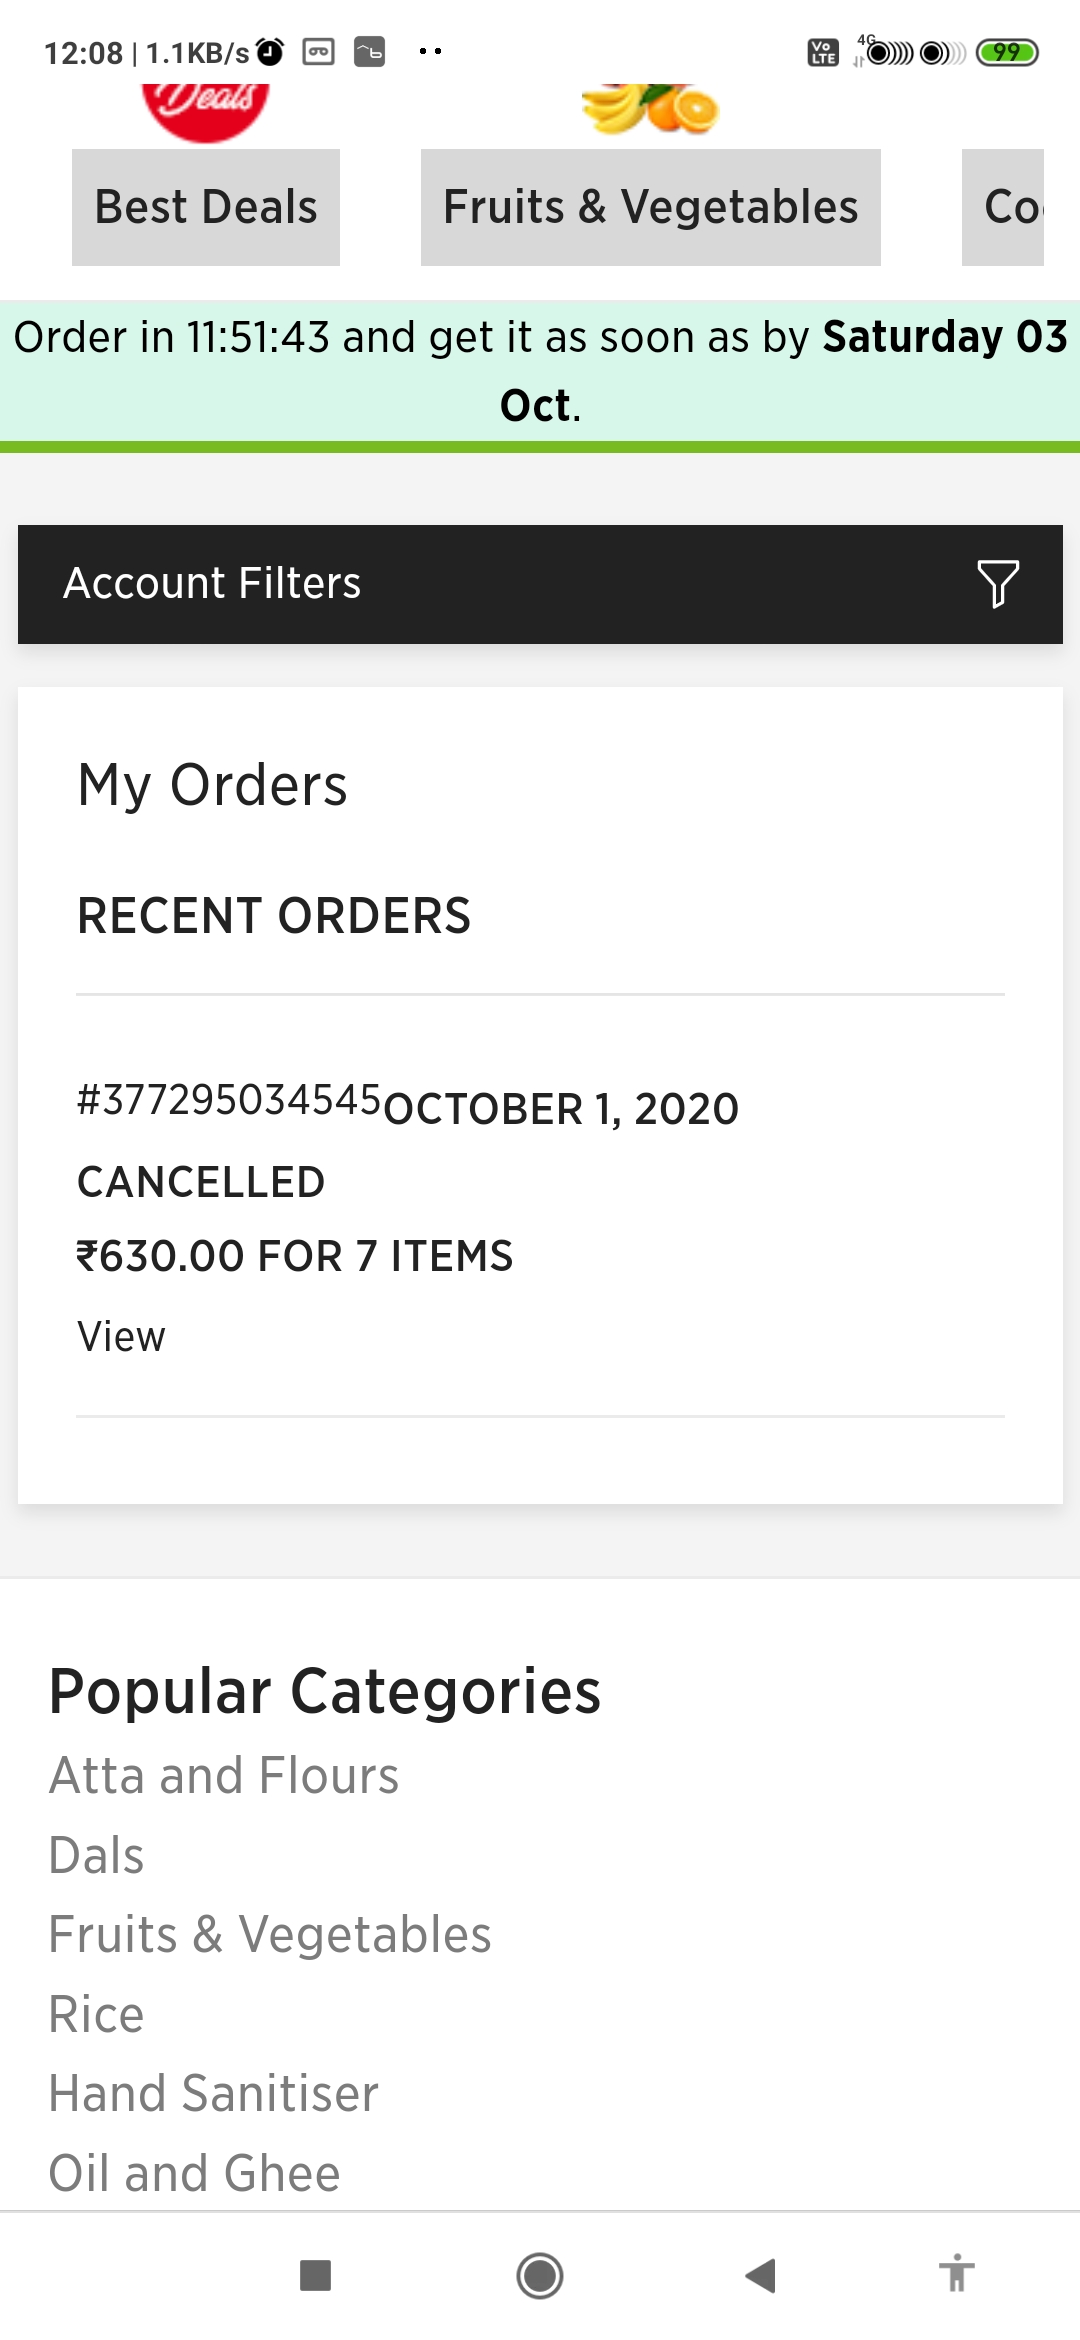 12:08 | 1.1KB/s
Vo LTE 4G 99
Deals
Best Deals Fruits & Vegetables
Order in 11:51:43 and get it as soon as by Saturday 03
Oct.
Account Filters
My Orders
RECENT ORDERS
#377295034545OCTOBER 1, 2020
CANCELLED
₹630.00 FOR 7 ITEMS
View
Popular Categories
Atta and Flours
Dals
Fruits & Vegetables
Rice
Hand Sanitiser
Oil and Ghee